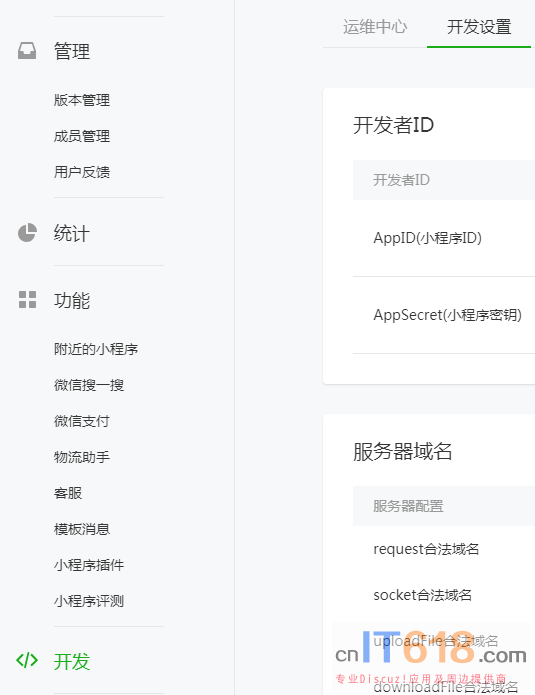 管理
版本管理
成员管理
用户反馈
统计
功能
附近的小程序
微信搜一搜
微信支付
物流助手
客服
模板消息
小程序插件
小程序评测
开发
运维中心 开发设置
开发者ID
开发者ID
AppID(小程序ID)
AppSecret(小程序密钥)
服务器域名
服务器配置
request合法域名
socket合法域名
uploadFile合法域名
cnIT618.com
专业Discuz!应用及周边提供商
downloadFile合法域名